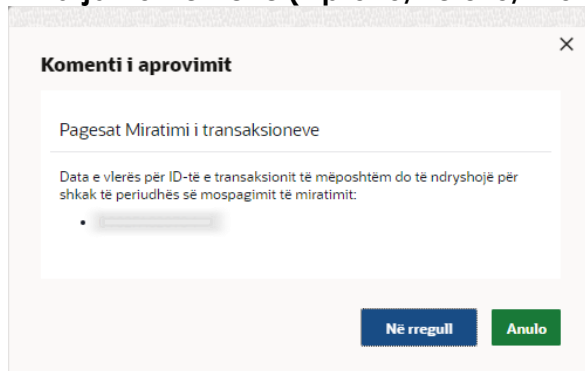 Komenti i aprovimit
Pagesat Miratimi i transaksioneve
Data e vlerës për ID-të e transaksionit të mëposhtëm do të ndryshojë për
shkak të periudhës së mospagimit të miratimit:
Në rregull
Anulo